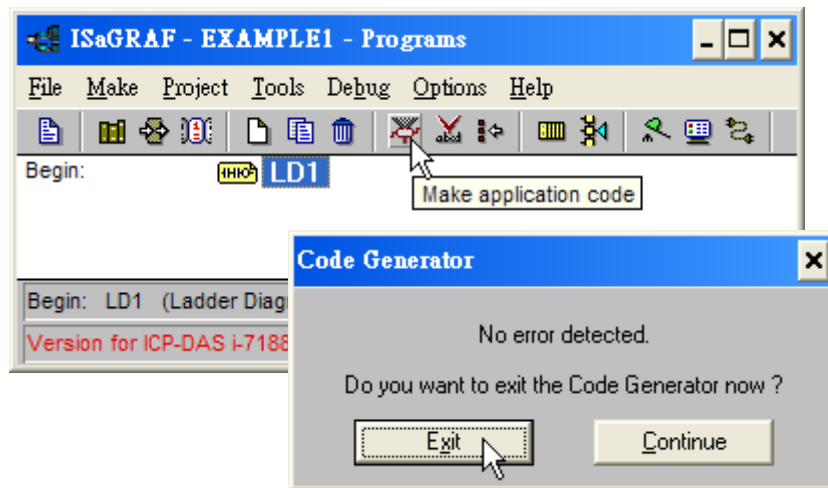 ISaGRAF - EXAMPLE1 - Programs
File Make Project Tools Debug Options Help
Begin: LD1
Make application code
Begin: LD1 (Ladder
Version for ICP-DAS
Code Generator
No error detected.
Do you want to exit the Code Generator now ?
Exit Continue